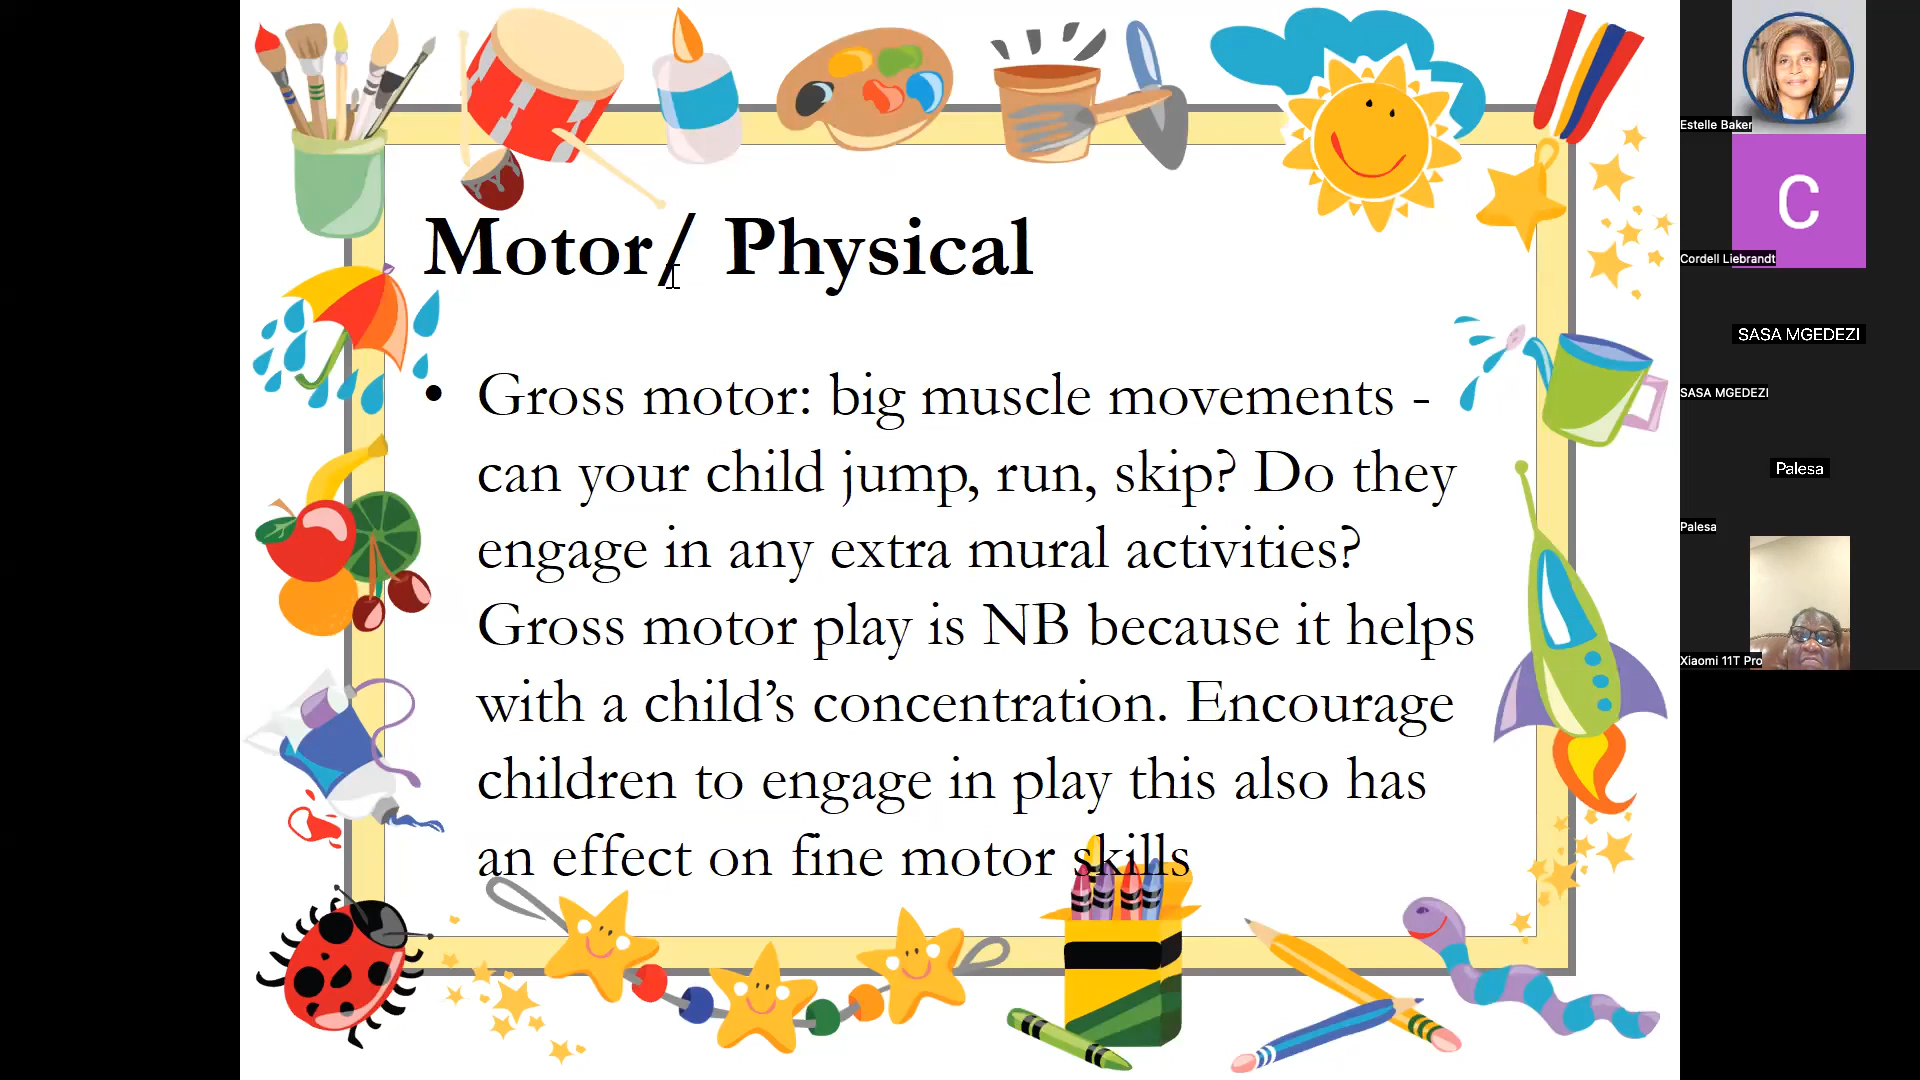 Motor/ Physical
• Gross motor: big muscle movements -
can your child jump, run, skip? Do they
engage in any extra mural activities?
Gross motor play is NB because it helps
with a child’s concentration. Encourage
children to engage in play this also has
an effect on fine motor skills
Estelle Baker
C
Cordell Liebrandt
SASA MGEDEZI
SASA MGEDEZI
Palesa
Palesa
Xiaomi 11T Pro